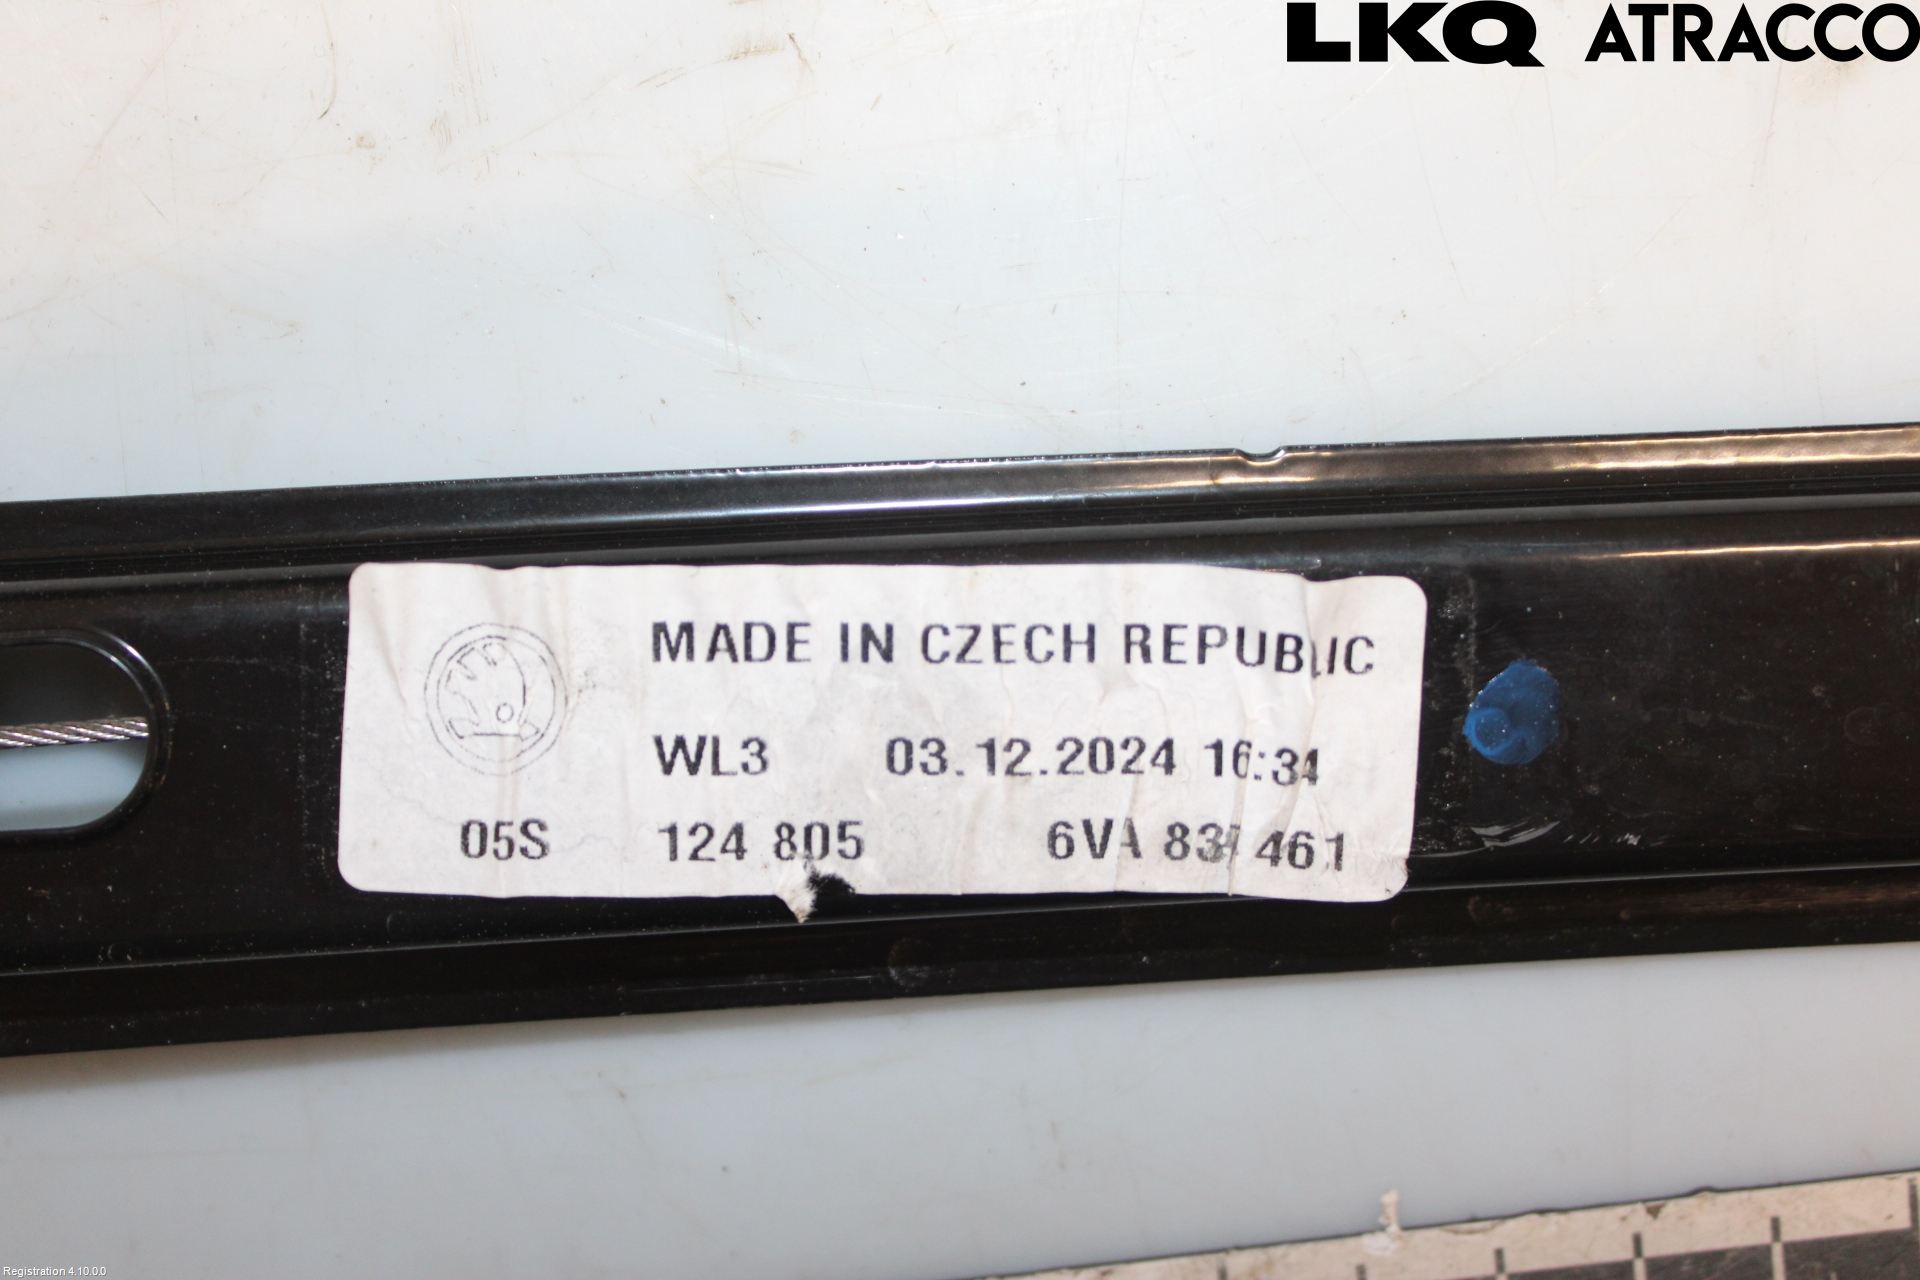 LKQ ATRACCO
MADE IN CZECH REPUBLIC
WL3 03.12.2024 16:34
05S 124 805 6VA 461
Registration 4.10.0.0